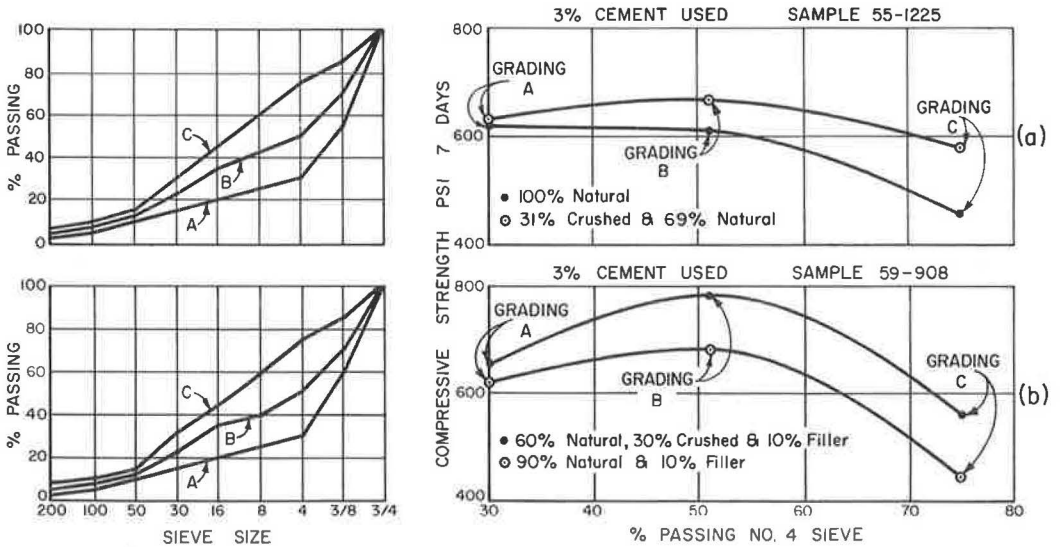 3% CEMENT USED SAMPLE 55-1225
% PASSING
100
80
60
40
20
0
C
B
A
COMPRESSIVE STRENGTH PSI 7 DAYS
800
600
400
GRADING
A
GRADING
B
GRADING
C
100% Natural
31% Crushed & 69% Natural
(a)
3% CEMENT USED SAMPLE 59-908
% PASSING
100
80
60
40
20
0
C
B
A
200 100 50 30 16 8 4 3/8 3/4
SIEVE SIZE
800
600
400
GRADING
A
GRADING
B
GRADING
C
60% Natural, 30% Crushed & 10% Filler
90% Natural & 10% Filler
(b)
30 40 50 60 70 80
% PASSING NO. 4 SIEVE